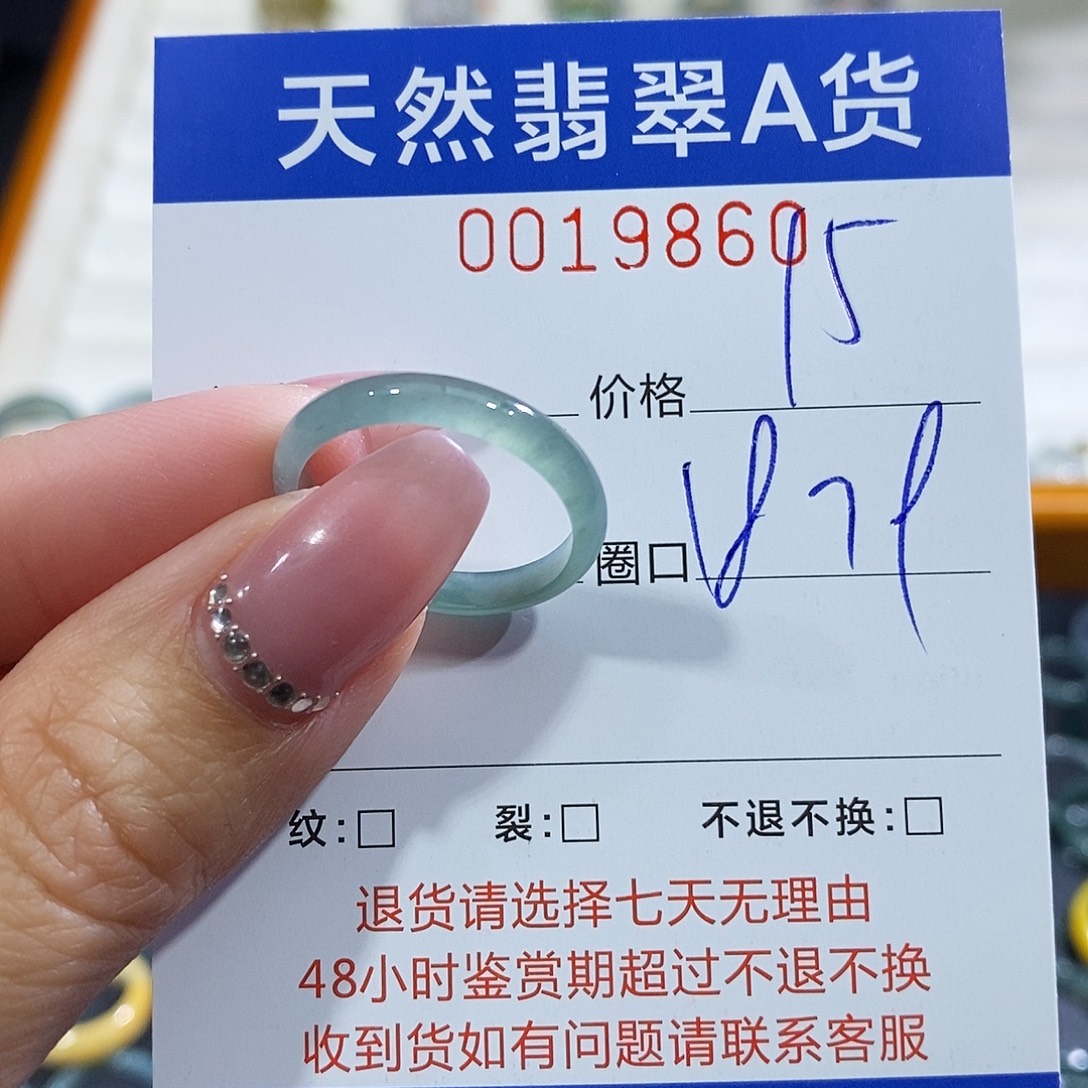 天然翡翠A货
0019860
15
价格
圈口
纹:□ 裂:□ 不退不换:□
退货请选择七天无理由
48小时鉴赏期超过不退不换
收到货如有问题请联系客服